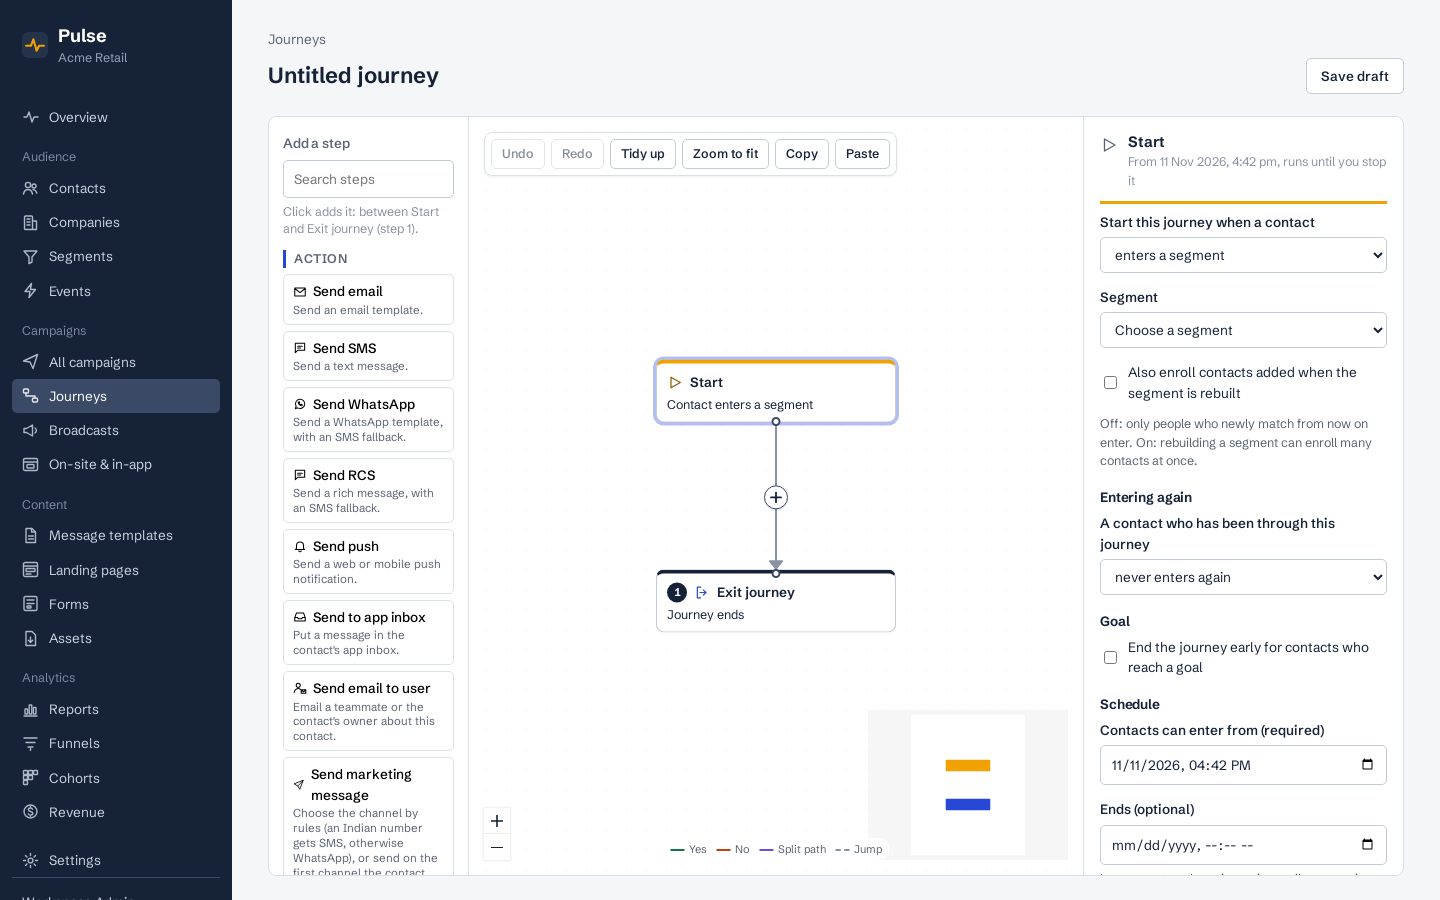 Pulse
Acme Retail
Overview
Audience
Contacts
Companies
Segments
Events
Campaigns
All campaigns
Journeys
Broadcasts
On-site & in-app
Content
Message templates
Landing pages
Forms
Assets
Analytics
Reports
Funnels
Cohorts
Revenue
Settings
Journeys
Untitled journey
Save draft
Add a step
Search steps
Click adds it: between Start
and Exit journey (step 1).
ACTION
Send email
Send an email template.
Send SMS
Send a text message.
Send WhatsApp
Send a WhatsApp template,
with an SMS fallback.
Send RCS
Send a rich message, with
an SMS fallback.
Send push
Send a web or mobile push
notification.
Send to app inbox
Put a message in the
contact's app inbox.
Send email to user
Email a teammate or the
contact's owner about this
contact.
Send marketing
message
Choose the channel by
rules (an Indian number
gets SMS, otherwise
WhatsApp), or send on the
first channel the contact
Undo
Redo
Tidy up
Zoom to fit
Copy
Paste
Start
Contact enters a segment
1
Exit journey
Journey ends
Yes
No
Split path
Jump
Start
From 11 Nov 2026, 4:42 pm, runs until you stop
it
Start this journey when a contact
enters a segment
Segment
Choose a segment
Also enroll contacts added when the
segment is rebuilt
Off: only people who newly match from now on
enter. On: rebuilding a segment can enroll many
contacts at once.
Entering again
A contact who has been through this
journey
never enters again
Goal
End the journey early for contacts who
reach a goal
Schedule
Contacts can enter from (required)
11/11/2026, 04:42 PM
Ends (optional)
mm/dd/yyyy, --:-- --